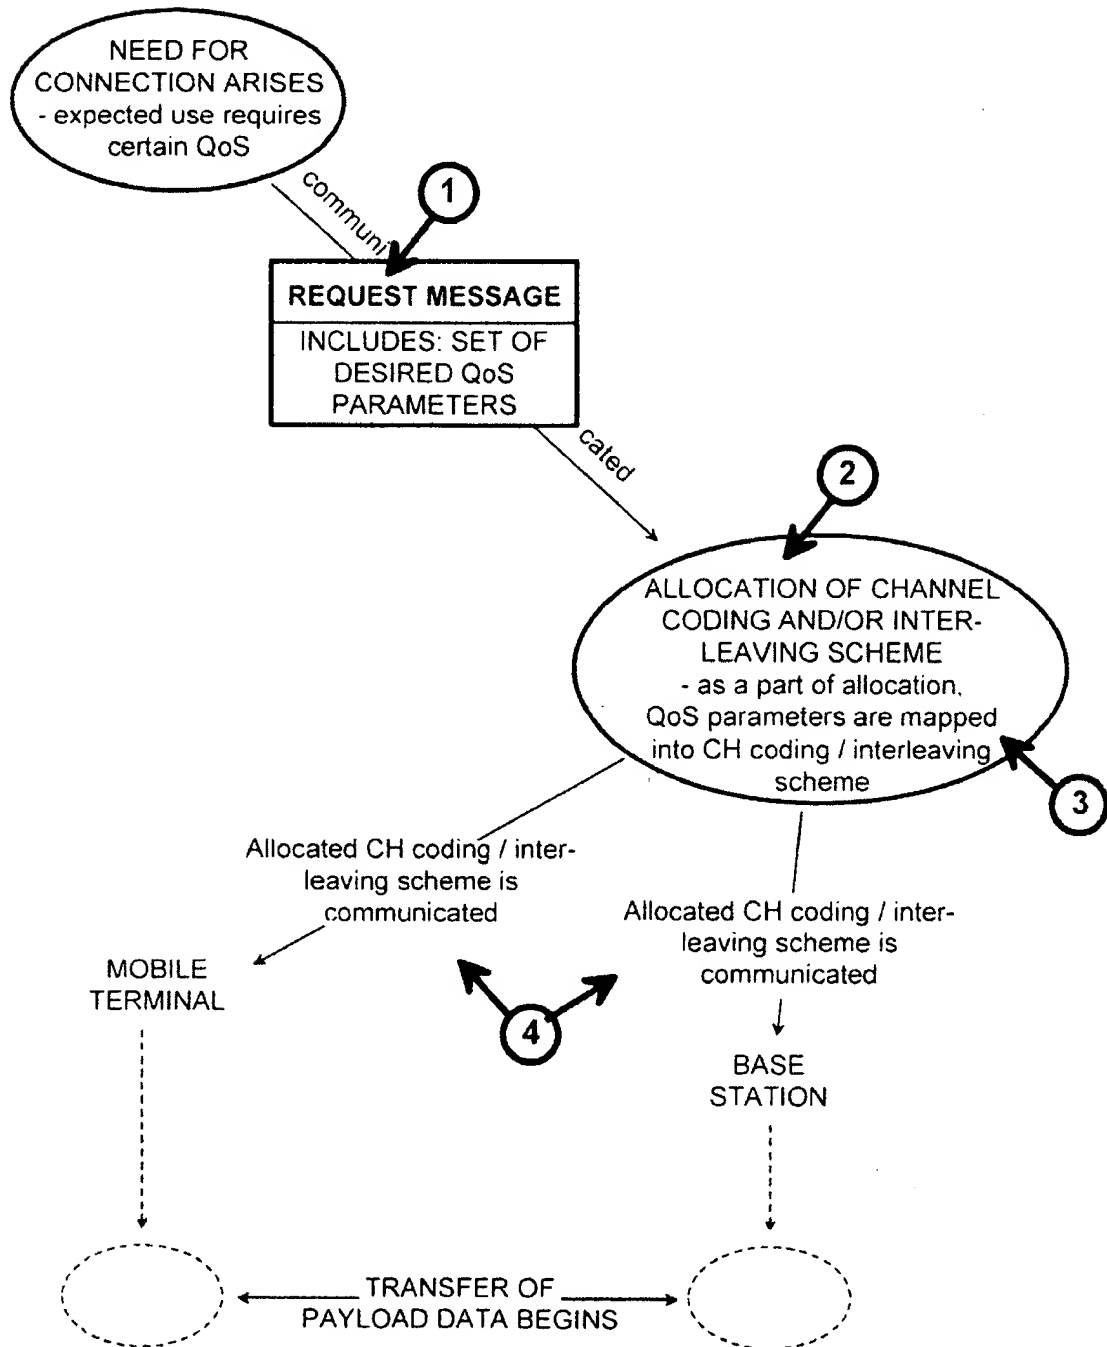 NEED FOR
CONNECTION ARISES
- expected use requires
certain QoS
communi
1
REQUEST MESSAGE
INCLUDES: SET OF
DESIRED QoS
PARAMETERS
cated
2
ALLOCATION OF CHANNEL
CODING AND/OR INTER-
LEAVING SCHEME
- as a part of allocation,
QoS parameters are mapped
into CH coding / interleaving
scheme
3
Allocated CH coding / inter-
leaving scheme is
communicated
Allocated CH coding / inter-
leaving scheme is
communicated
MOBILE
TERMINAL
4
BASE
STATION
TRANSFER OF
PAYLOAD DATA BEGINS